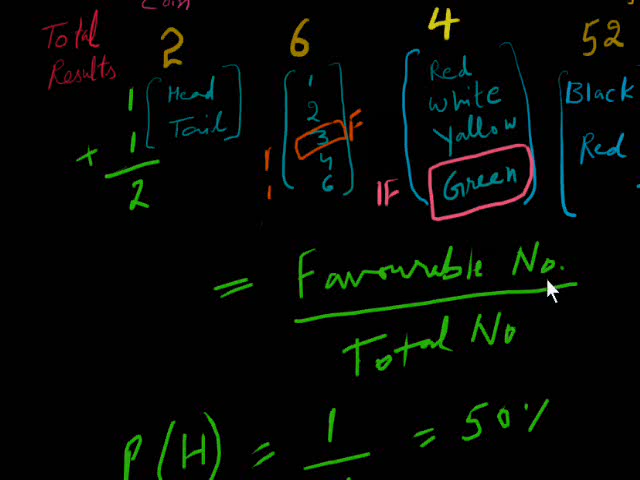 Coin
Total 2 6 4 52
Results
1 Head 1 Red Black
+ 1 Tail 2 white Red
2 3 F yallow
4 IF Green
6
= Favourable No.
Total No
P(H) = 1 = 50%